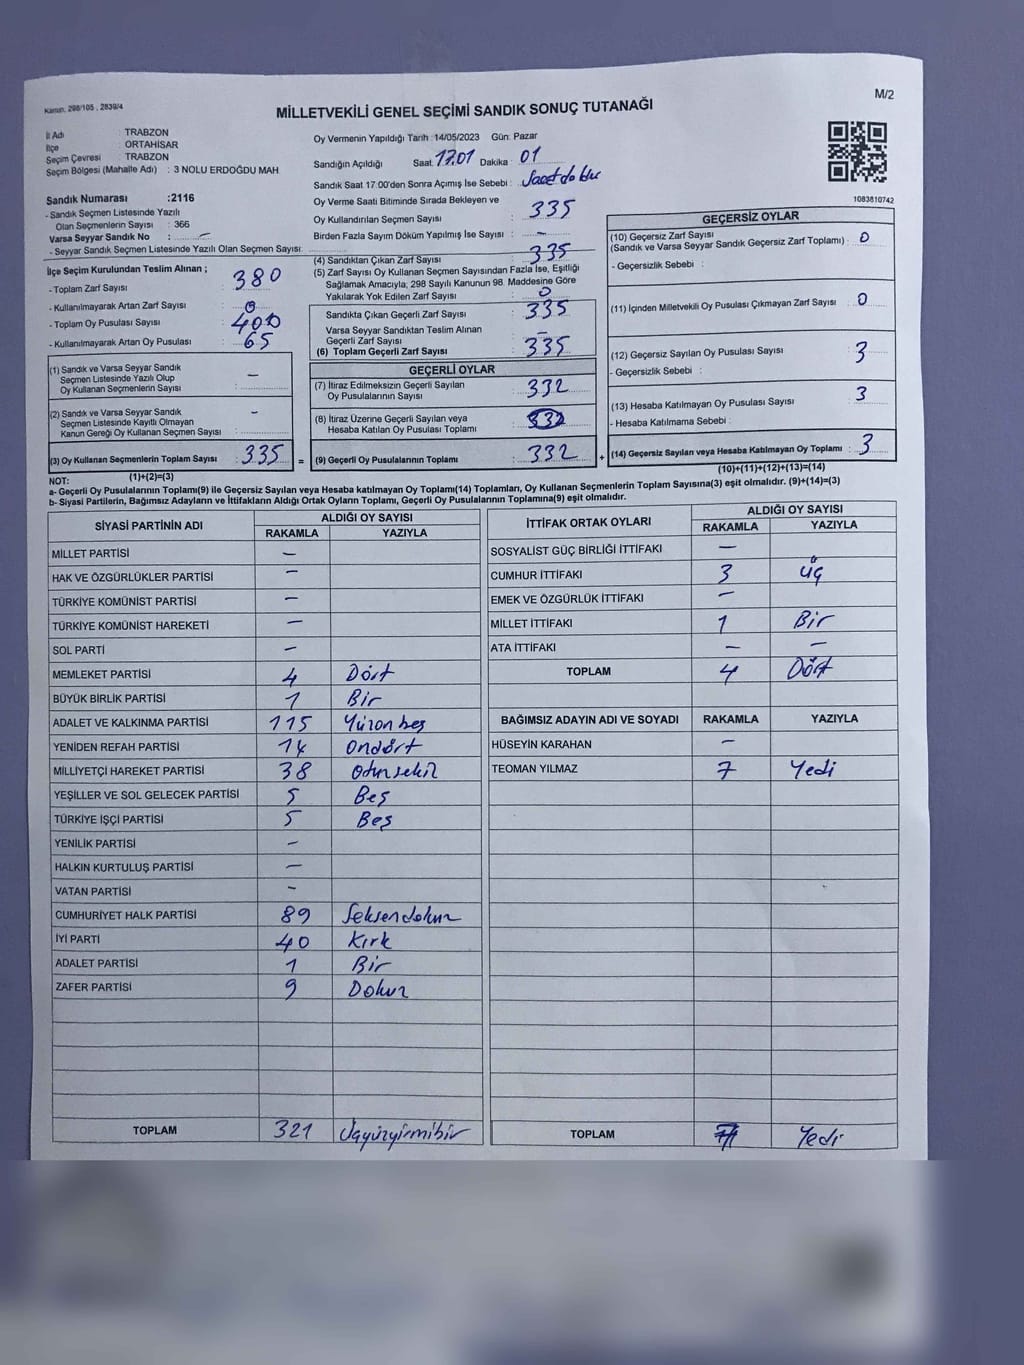 Kanun, 298/105 , 2839/4
M/2
MİLLETVEKİLİ GENEL SEÇİMİ SANDIK SONUÇ TUTANAĞI
İl Adı : TRABZON
İlçe : ORTAHİSAR
Seçim Çevresi : TRABZON
Seçim Bölgesi (Mahalle Adı) : 3 NOLU ERDOĞDU MAH
Sandık Numarası :2116
- Sandık Seçmen Listesinde Yazılı
Olan Seçmenlerin Sayısı : 366
Varsa Seyyar Sandık No : —
- Seyyar Sandık Seçmen Listesinde Yazılı Olan Seçmen Sayısı:
İlçe Seçim Kurulundan Teslim Alınan ;
- Toplam Zarf Sayısı : 380
- Kullanılmayarak Artan Zarf Sayısı : 0
- Toplam Oy Pusulası Sayısı : 400
- Kullanılmayarak Artan Oy Pusulası : 65
(1) Sandık ve Varsa Seyyar Sandık
Seçmen Listesinde Yazılı Olup
Oy Kullanan Seçmenlerin Sayısı : —
(2) Sandık ve Varsa Seyyar Sandık
Seçmen Listesinde Kayıtlı Olmayan
Kanun Gereği Oy Kullanan Seçmen Sayısı : -
(3) Oy Kullanan Seçmenlerin Toplam Sayısı : 335 =
(1)+(2)=(3)
Oy Vermenin Yapıldığı Tarih :14/05/2023 Gün: Pazar
Sandığın Açıldığı Saat: 17.01 Dakika : 01
Sandık Saat 17:00'den Sonra Açımış İse Sebebi :
Oy Verme Saati Bitiminde Sırada Bekleyen ve
Oy Kullandırılan Seçmen Sayısı : 335
Birden Fazla Sayım Döküm Yapılmış İse Sayısı : —
(4) Sandıktan Çıkan Zarf Sayısı : 335
(5) Zarf Sayısı Oy Kullanan Seçmen Sayısından Fazla İse, Eşitliği
Sağlamak Amacıyla; 298 Sayılı Kanunun 98. Maddesine Göre
Yakılarak Yok Edilen Zarf Sayısı : 0
Sandıkta Çıkan Geçerli Zarf Sayısı : 335
Varsa Seyyar Sandıktan Teslim Alınan
Geçerli Zarf Sayısı : —
(6) Toplam Geçerli Zarf Sayısı : 335
GEÇERLİ OYLAR
(7) İtiraz Edilmeksizin Geçerli Sayılan
Oy Pusulalarının Sayısı : 332
(8) İtiraz Üzerine Geçerli Sayılan veya
Hesaba Katılan Oy Pusulası Toplamı :
(9) Geçerli Oy Pusulalarının Toplamı : 332 +
1083810742
GEÇERSİZ OYLAR
(10) Geçersiz Zarf Sayısı
(Sandık ve Varsa Seyyar Sandık Geçersiz Zarf Toplamı) : 0
- Geçersizlik Sebebi :
(11) İçinden Milletvekili Oy Pusulası Çıkmayan Zarf Sayısı : 0
(12) Geçersiz Sayılan Oy Pusulası Sayısı : 3
- Geçersizlik Sebebi :
(13) Hesaba Katılmayan Oy Pusulası Sayısı : 3
- Hesaba Katılmama Sebebi :
(14) Geçersiz Sayılan veya Hesaba Katılmayan Oy Toplamı : 3
(10)+(11)+(12)+(13)=(14)
NOT:
a- Geçerli Oy Pusulalarının Toplamı(9) ile Geçersiz Sayılan veya Hesaba katılmayan Oy Toplamı(14) Toplamları, Oy Kullanan Seçmenlerin Toplam Sayısına(3) eşit olmalıdır. (9)+(14)=(3)
b- Siyasi Partilerin, Bağımsız Adayların ve İttifakların Aldığı Ortak Oyların Toplamı, Geçerli Oy Pusulalarının Toplamına(9) eşit olmalıdır.
SİYASİ PARTİNİN ADI ALDIĞI OY SAYISI
RAKAMLA YAZIYLA
MİLLET PARTİSİ —
HAK VE ÖZGÜRLÜKLER PARTİSİ —
TÜRKİYE KOMÜNİST PARTİSİ —
TÜRKİYE KOMÜNİST HAREKETİ —
SOL PARTİ —
MEMLEKET PARTİSİ 4 Dört
BÜYÜK BİRLİK PARTİSİ 1 Bir
ADALET VE KALKINMA PARTİSİ 115 Yüzon beş
YENİDEN REFAH PARTİSİ 14 Ondört
MİLLİYETÇİ HAREKET PARTİSİ 38 Otuzsekiz
YEŞİLLER VE SOL GELECEK PARTİSİ 5 Beş
TÜRKİYE İŞÇİ PARTİSİ 5 Beş
YENİLİK PARTİSİ —
HALKIN KURTULUŞ PARTİSİ —
VATAN PARTİSİ -
CUMHURİYET HALK PARTİSİ 89 Seksendokuz
İYİ PARTİ 40 Kırk
ADALET PARTİSİ 1 Bir
ZAFER PARTİSİ 9 Dokuz
TOPLAM 321 Üçyüzyirmibir
İTTİFAK ORTAK OYLARI ALDIĞI OY SAYISI
RAKAMLA YAZIYLA
SOSYALİST GÜÇ BİRLİĞİ İTTİFAKI —
CUMHUR İTTİFAKI 3 üç
EMEK VE ÖZGÜRLÜK İTTİFAKI —
MİLLET İTTİFAKI 1 Bir
ATA İTTİFAKI — —
TOPLAM 4 Dört
BAĞIMSIZ ADAYIN ADI VE SOYADI RAKAMLA YAZIYLA
HÜSEYİN KARAHAN —
TEOMAN YILMAZ 7 Yedi
TOPLAM 7 Yedi